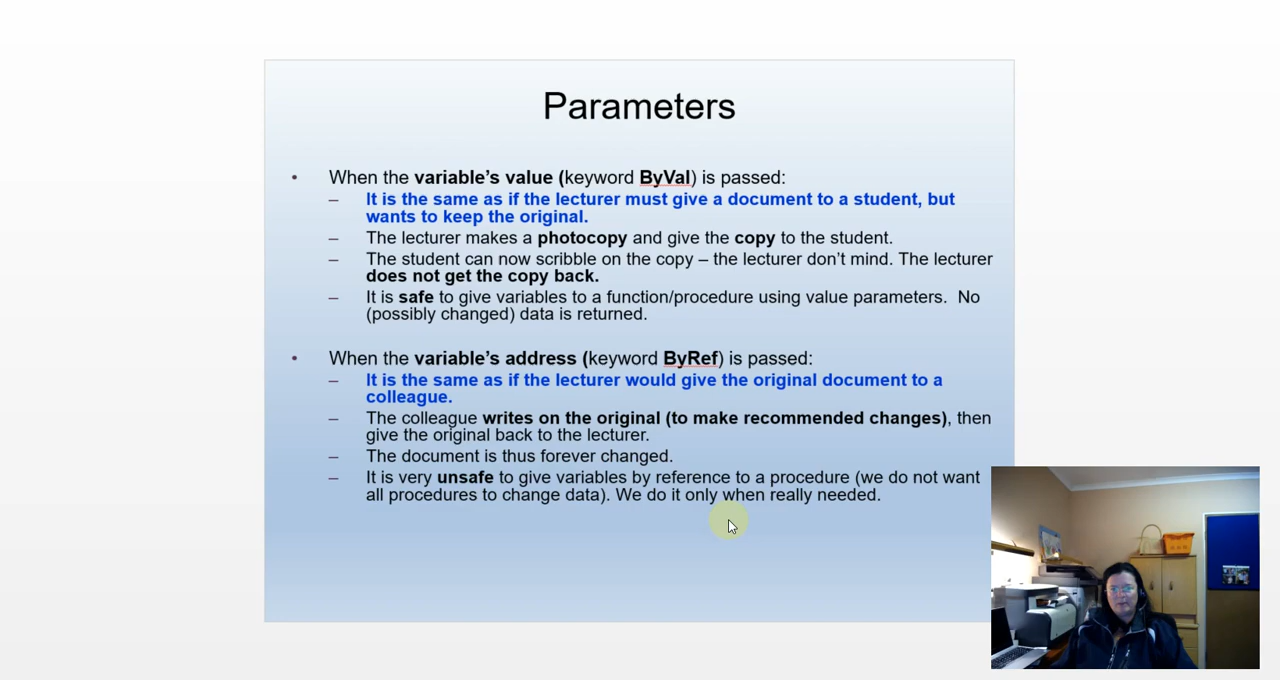 Parameters
• When the variable’s value (keyword ByVal) is passed:
– It is the same as if the lecturer must give a document to a student, but
wants to keep the original.
– The lecturer makes a photocopy and give the copy to the student.
– The student can now scribble on the copy – the lecturer don’t mind. The lecturer
does not get the copy back.
– It is safe to give variables to a function/procedure using value parameters. No
(possibly changed) data is returned.
• When the variable’s address (keyword ByRef) is passed:
– It is the same as if the lecturer would give the original document to a
colleague.
– The colleague writes on the original (to make recommended changes), then
give the original back to the lecturer.
– The document is thus forever changed.
– It is very unsafe to give variables by reference to a procedure (we do not want
all procedures to change data). We do it only when really needed.